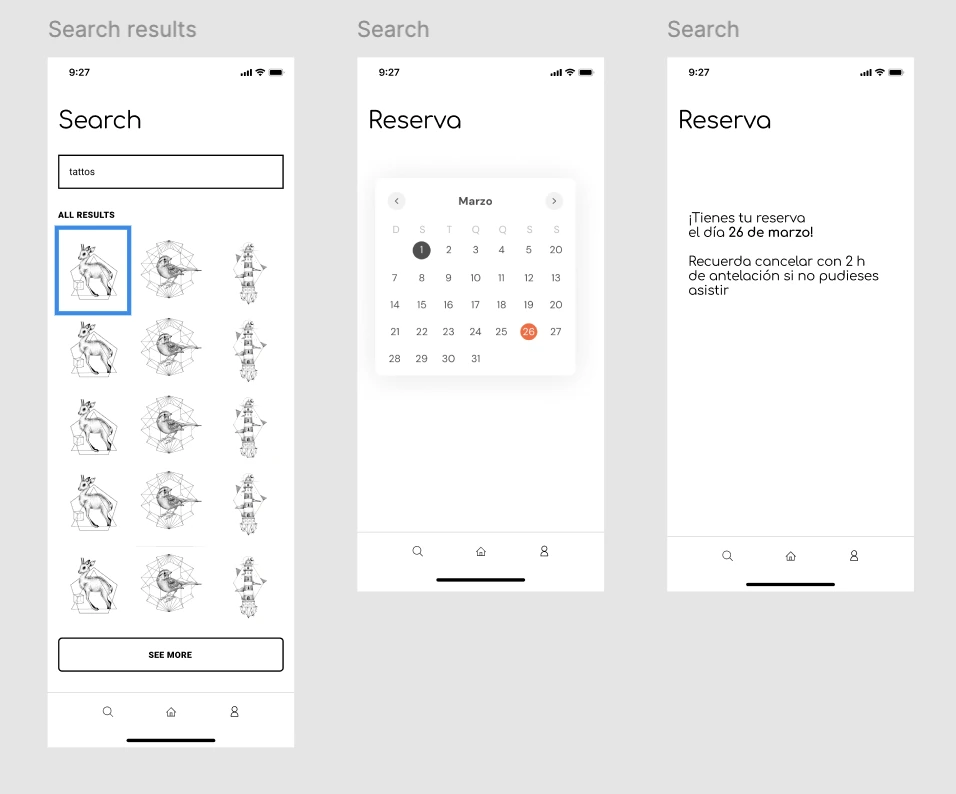 Search results
9:27
Search
tattos
ALL RESULTS
SEE MORE
Search
9:27
Reserva
Marzo
D S T Q Q S S
1 2 3 4 5 20
7 8 9 10 11 12 13
14 15 16 17 18 19 20
21 22 23 24 25 26 27
28 29 30 31
Search
9:27
Reserva
¡Tienes tu reserva
el día 26 de marzo!
Recuerda cancelar con 2 h
de antelación si no pudieses
asistir